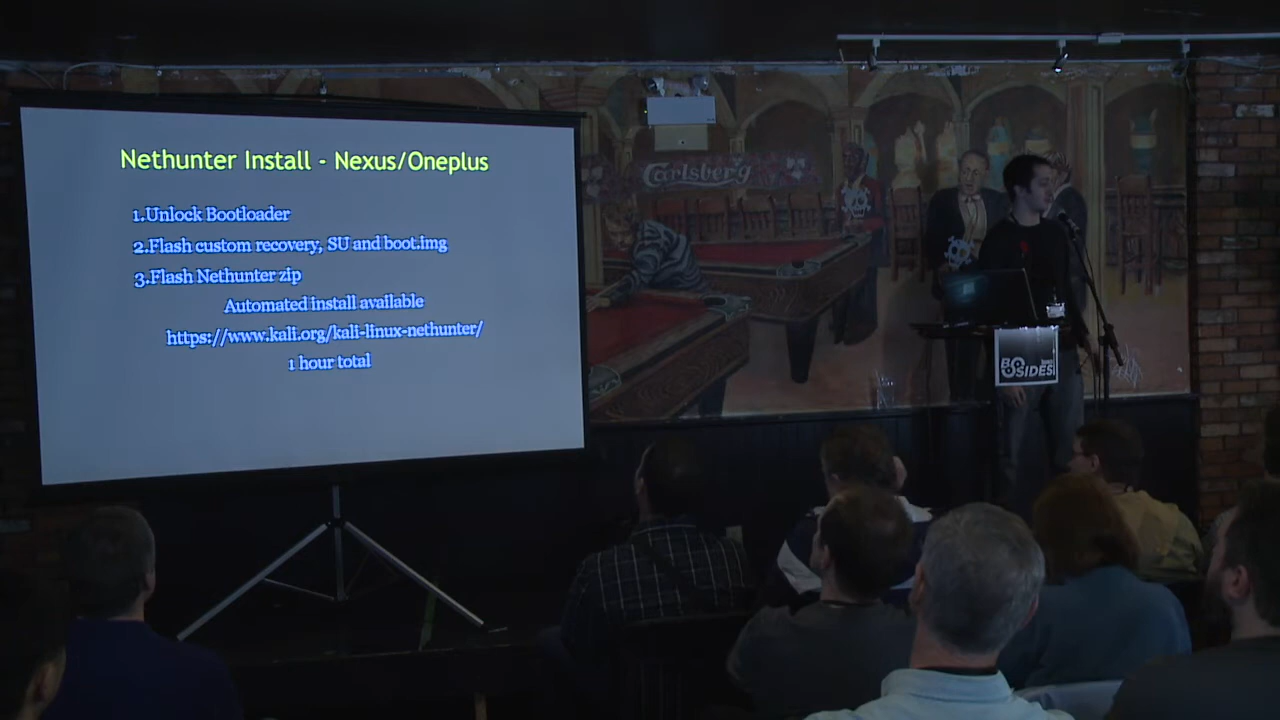 Nethunter Install - Nexus/Oneplus
1.Unlock Bootloader
2.Flash custom recovery, SU and boot.img
3.Flash Nethunter zip
Automated install available
https://www.kali.org/kali-linux-nethunter/
1 hour total
Carlsberg
BSIDES